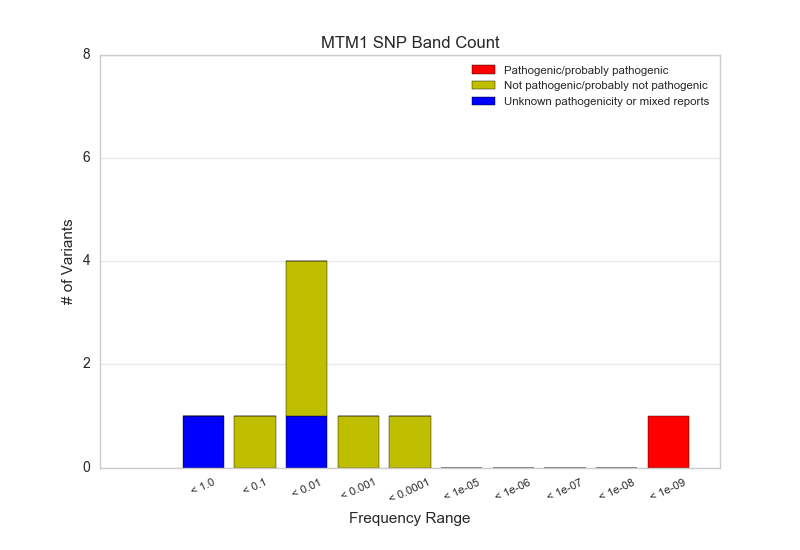 MTM1 SNP Band Count
8
6
4
2
0
# of Variants
Pathogenic/probably pathogenic
Not pathogenic/probably not pathogenic
Unknown pathogenicity or mixed reports
< 1.0
< 0.1
< 0.01
< 0.001
< 0.0001
< 1e-05
< 1e-06
< 1e-07
< 1e-08
< 1e-09
Frequency Range